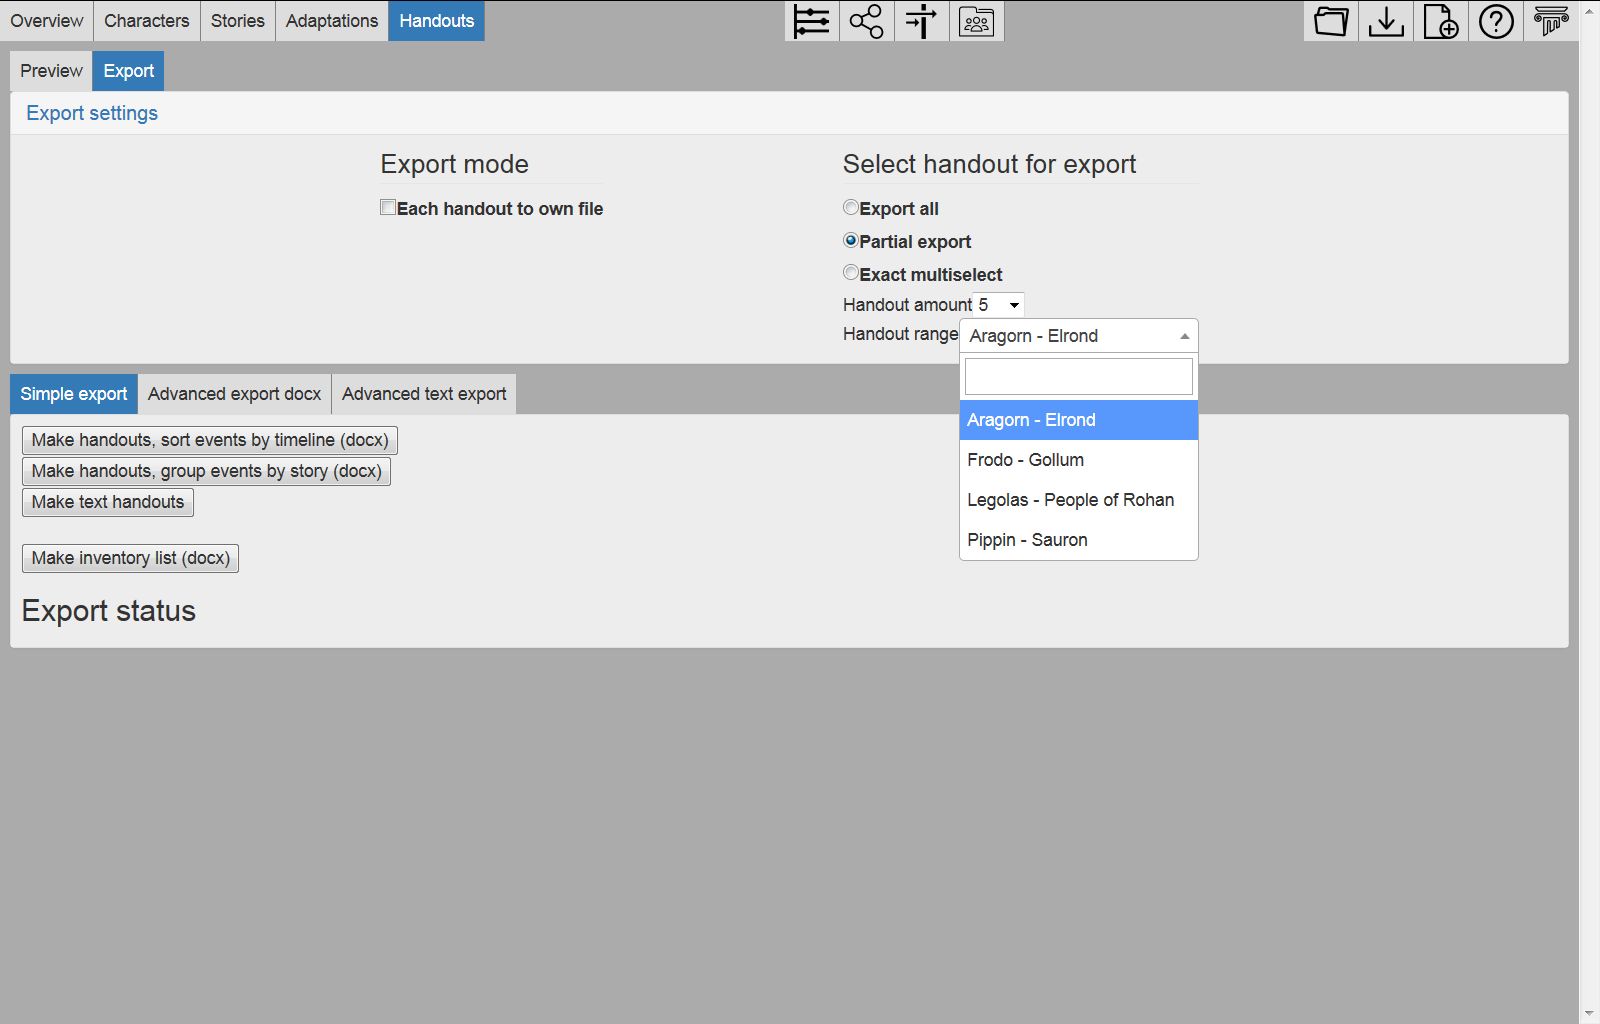 Overview Characters Stories Adaptations Handouts
Preview Export
Export settings
Export mode
Each handout to own file
Select handout for export
Export all
Partial export
Exact multiselect
Handout amount 5
Handout range Aragorn - Elrond
Aragorn - Elrond
Frodo - Gollum
Legolas - People of Rohan
Pippin - Sauron
Simple export Advanced export docx Advanced text export
Make handouts, sort events by timeline (docx)
Make handouts, group events by story (docx)
Make text handouts
Make inventory list (docx)
Export status